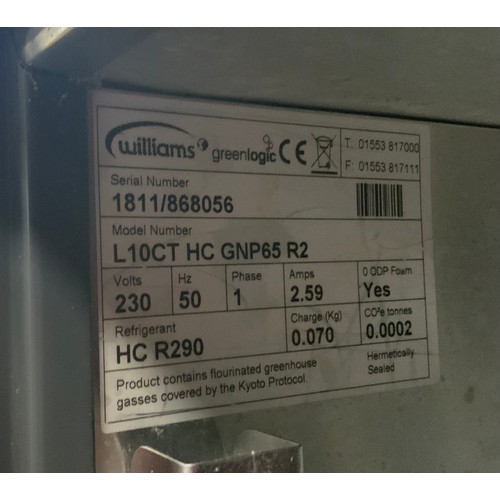 williams greenlogic CE T: 01553 817000
F: 01553 817111
Serial Number
1811/868056
Model Number
L10CT HC GNP65 R2
Volts Hz Phase Amps 0 ODP Foam
230 50 1 2.59 Yes
Refrigerant Charge (Kg) CO²e tonnes
HC R290 0.070 0.0002
Product contains flourinated greenhouse
gasses covered by the Kyoto Protocol.
Hermetically
Sealed